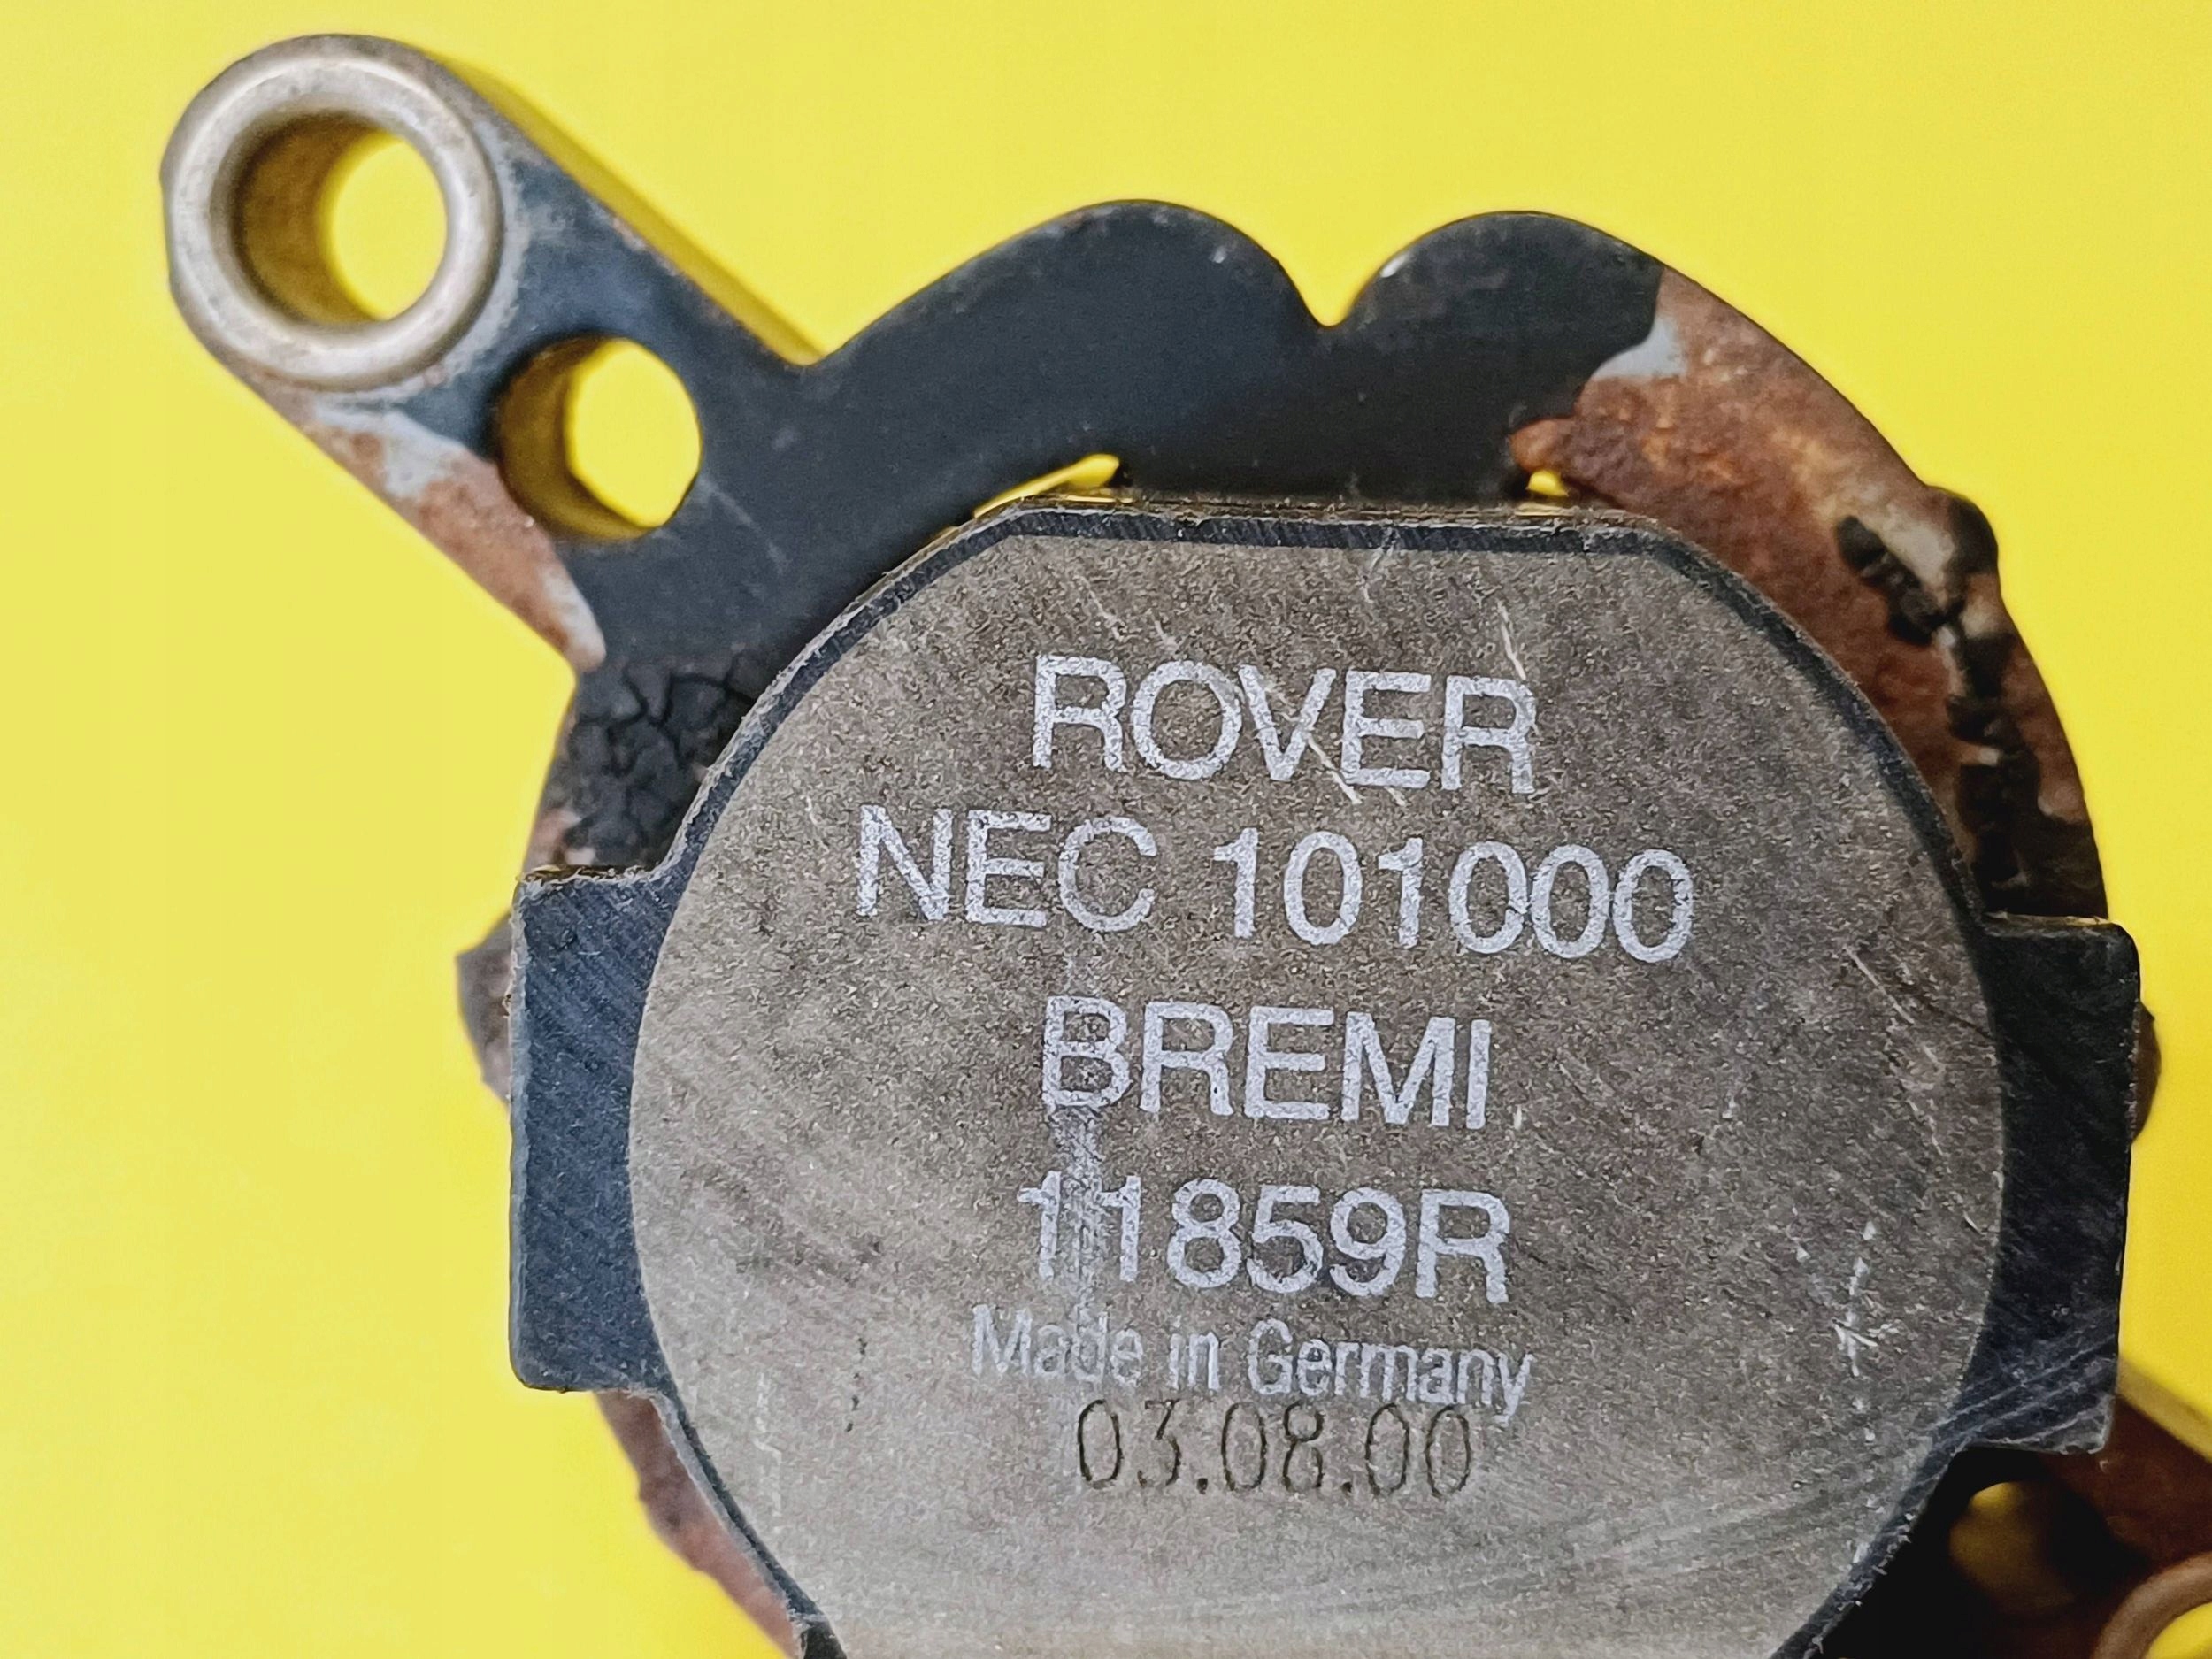 ROVER
NEC 101000
BREMI
11859R
Made in Germany
03.08.00